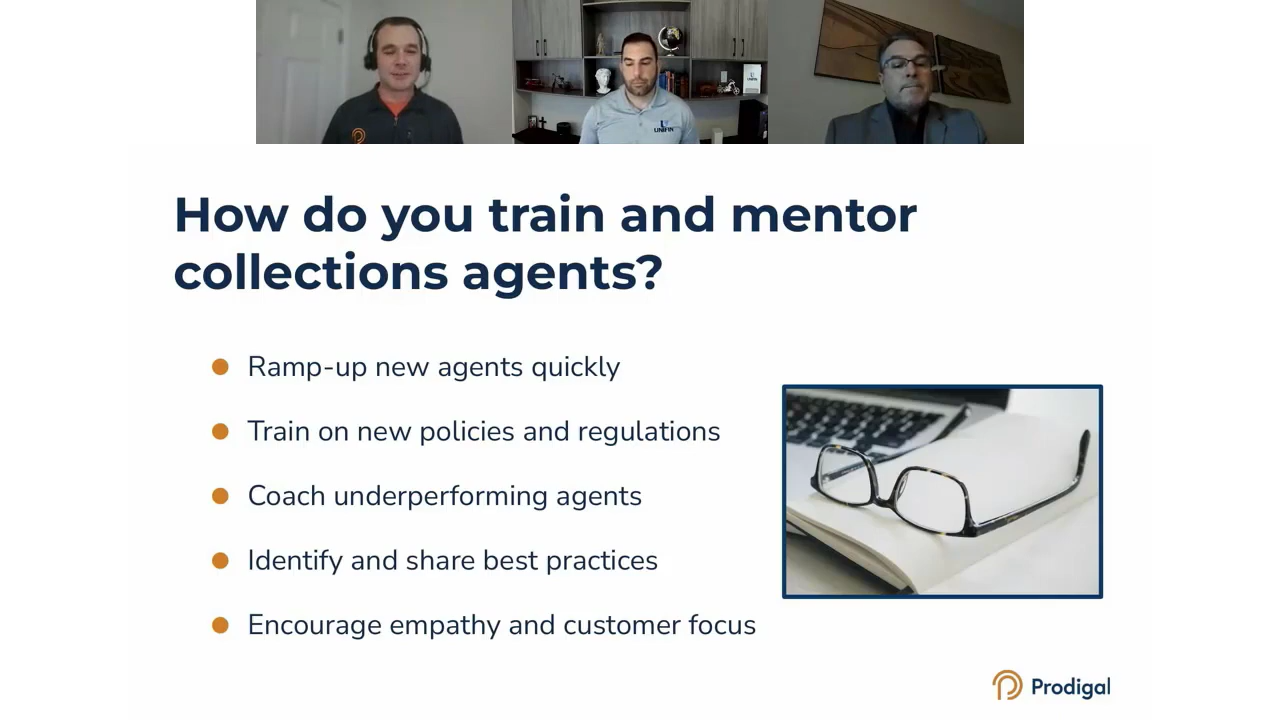 UNIFIN
How do you train and mentor
collections agents?
Ramp-up new agents quickly
Train on new policies and regulations
Coach underperforming agents
Identify and share best practices
Encourage empathy and customer focus
Prodigal